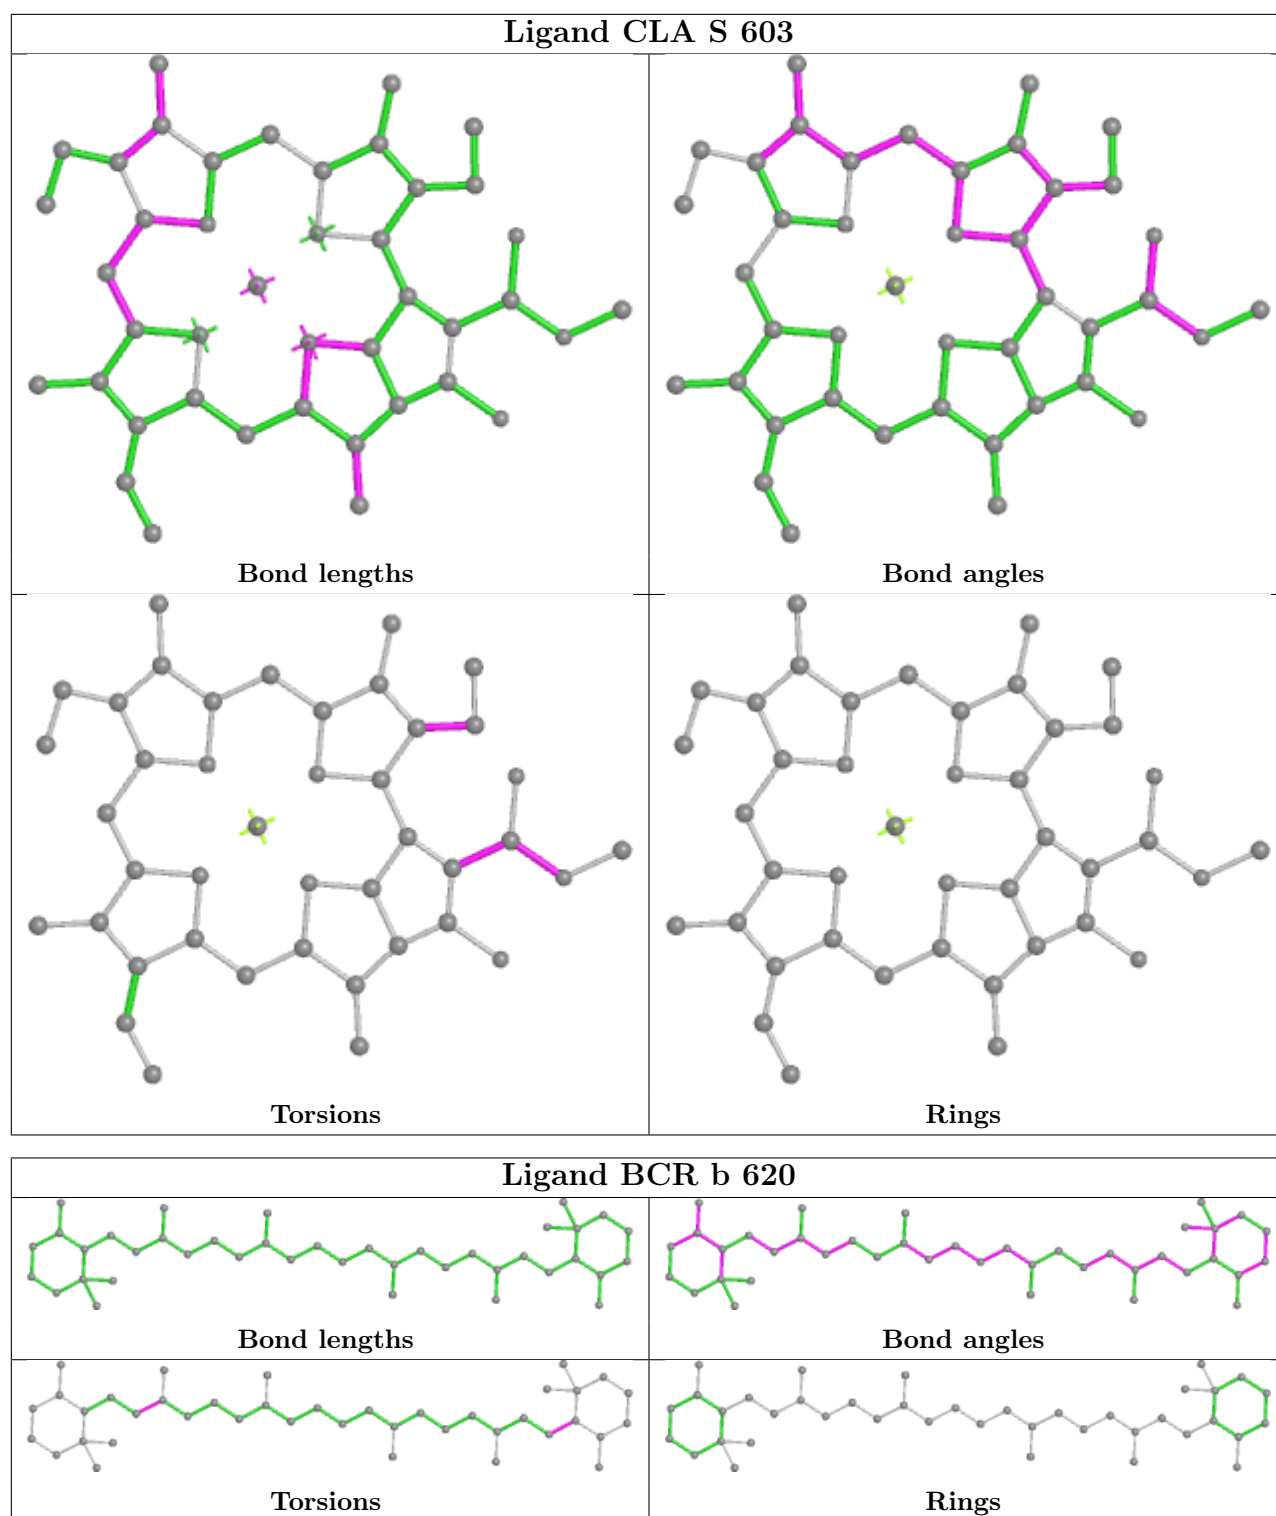 Ligand CLA S 603
Bond lengths
Bond angles
Torsions
Rings
Ligand BCR b 620
Bond lengths
Bond angles
Torsions
Rings